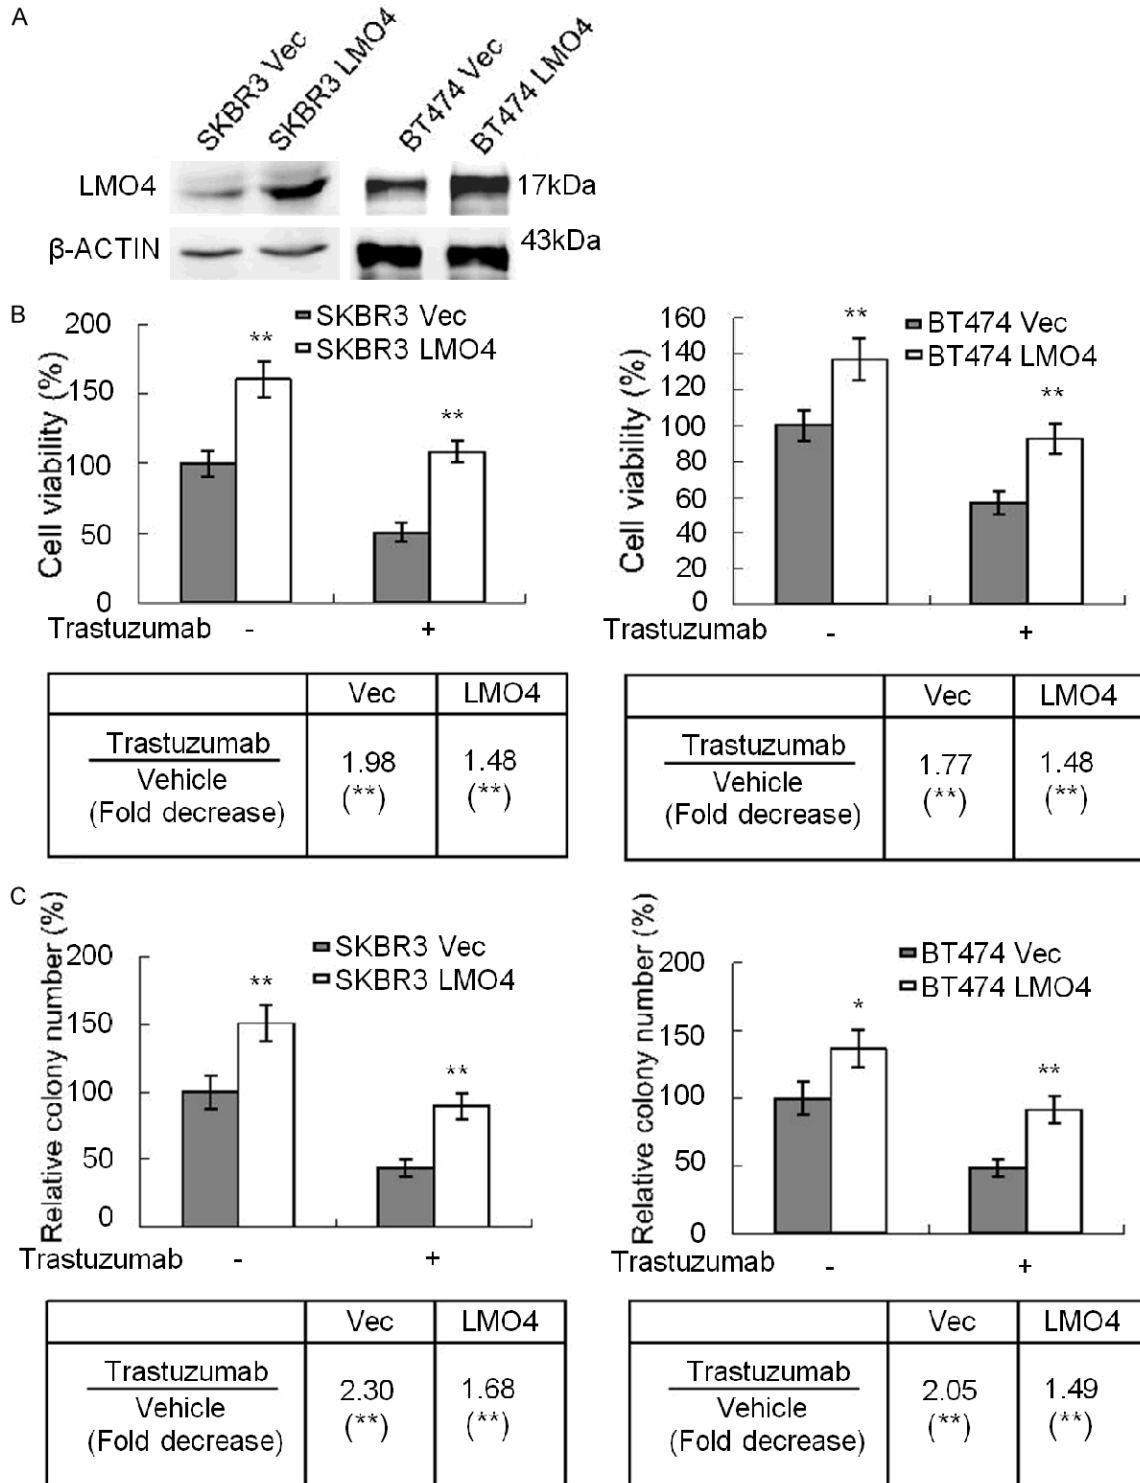 A
SKBR3 Vec
SKBR3 LMO4
BT474 Vec
BT474 LMO4
LMO4
17kDa
β-ACTIN
43kDa
B
SKBR3 Vec
SKBR3 LMO4
Cell viability (%)
200
150
100
50
0
**
**
Trastuzumab - +
BT474 Vec
BT474 LMO4
Cell viability (%)
160
140
120
100
80
60
40
20
0
**
**
Trastuzumab - +
Vec LMO4
Trastuzumab
Vehicle
(Fold decrease)
1.98 1.48
(**) (**)
Vec LMO4
Trastuzumab
Vehicle
(Fold decrease)
1.77 1.48
(**) (**)
C
SKBR3 Vec
SKBR3 LMO4
Relative colony number (%)
200
150
100
50
0
**
**
Trastuzumab - +
BT474 Vec
BT474 LMO4
Relative colony number (%)
200
150
100
50
0
*
**
Trastuzumab - +
Vec LMO4
Trastuzumab
Vehicle
(Fold decrease)
2.30 1.68
(**) (**)
Vec LMO4
Trastuzumab
Vehicle
(Fold decrease)
2.05 1.49
(**) (**)